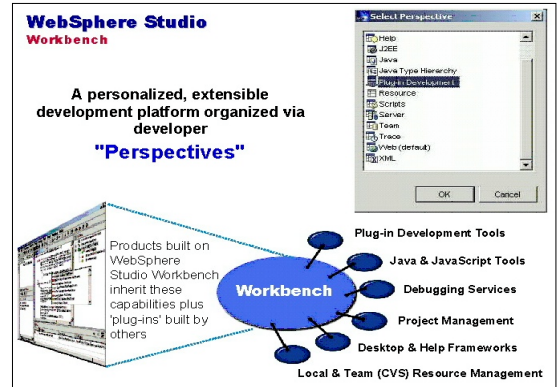 WebSphere Studio
Workbench
A personalized, extensible
development platform organized via
developer
"Perspectives"
Select Perspective
Help
J2EE
Java
Java Type Hierarchy
Plug-in Development
Resource
Scripts
Server
Team
Trace
Web (default)
XML
OK
Cancel
Products built on
WebSphere
Studio Workbench
inherit these
capabilities plus
'plug-ins' built by
others
Workbench
Plug-in Development Tools
Java & JavaScript Tools
Debugging Services
Project Management
Desktop & Help Frameworks
Local & Team (CVS) Resource Management